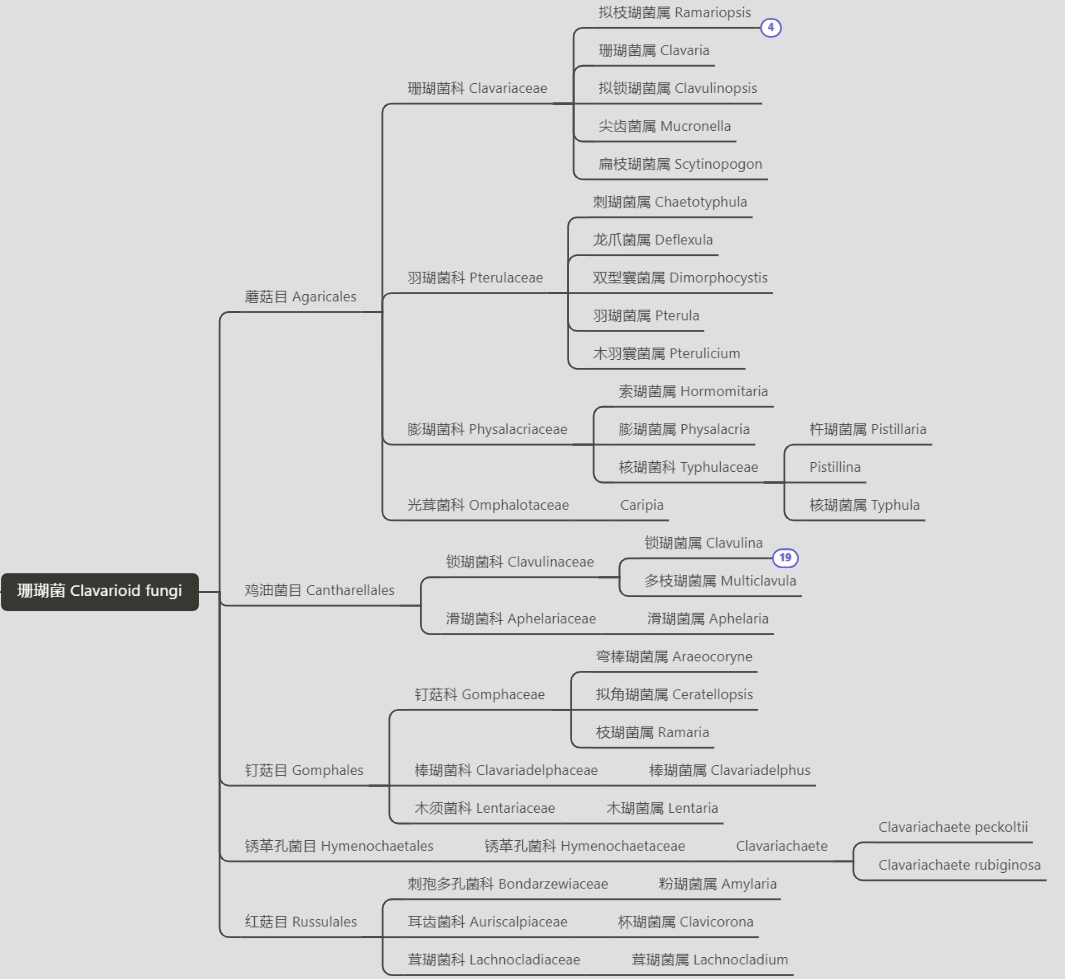 拟枝瑚菌属 Ramariopsis
4
珊瑚菌属 Clavaria
珊瑚菌科 Clavariaceae
拟锁瑚菌属 Clavulinopsis
尖齿菌属 Mucronella
扁枝瑚菌属 Scytinopogon
刺瑚菌属 Chaetotyphula
龙爪菌属 Deflexula
羽瑚菌科 Pterulaceae
双型囊菌属 Dimorphocystis
蘑菇目 Agaricales
羽瑚菌属 Pterula
木羽囊菌属 Pterulicium
索瑚菌属 Hormomitaria
膨瑚菌科 Physalacriaceae
膨瑚菌属 Physalacria
杵瑚菌属 Pistillaria
核瑚菌科 Typhulaceae
Pistillina
光茸菌科 Omphalotaceae
Caripia
核瑚菌属 Typhula
锁瑚菌属 Clavulina
19
锁瑚菌科 Clavulinaceae
多枝瑚菌属 Multiclavula
珊瑚菌 Clavarioid fungi
鸡油菌目 Cantharellales
滑瑚菌科 Aphelariaceae
滑瑚菌属 Aphelaria
弯棒瑚菌属 Araeocoryne
钉菇科 Gomphaceae
拟角瑚菌属 Ceratellopsis
枝瑚菌属 Ramaria
钉菇目 Gomphales
棒瑚菌科 Clavariadelphaceae
棒瑚菌属 Clavariadelphus
木须菌科 Lentariaceae
木瑚菌属 Lentaria
锈革孔菌目 Hymenochaetales
锈革孔菌科 Hymenochaetaceae
Clavariachaete
Clavariachaete peckoltii
Clavariachaete rubiginosa
刺孢多孔菌科 Bondarzewiaceae
粉瑚菌属 Amylaria
红菇目 Russulales
耳齿菌科 Auriscalpiaceae
杯瑚菌属 Clavicorona
茸瑚菌科 Lachnocladiaceae
茸瑚菌属 Lachnocladium